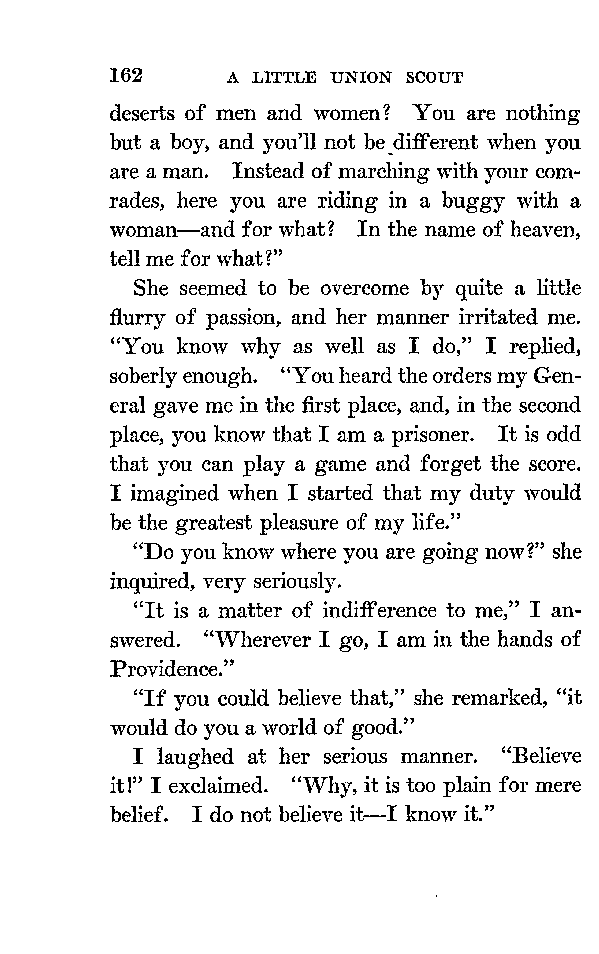 162 A LITTLE UNION SCOUT
deserts of men and women? You are nothing
but a boy, and you'll not be different when you
are a man. Instead of marching with your com-
rades, here you are riding in a buggy with a
woman—and for what? In the name of heaven,
tell me for what?"
She seemed to be overcome by quite a little
flurry of passion, and her manner irritated me.
"You know why as well as I do," I replied,
soberly enough. "You heard the orders my Gen-
eral gave me in the first place, and, in the second
place, you know that I am a prisoner. It is odd
that you can play a game and forget the score.
I imagined when I started that my duty would
be the greatest pleasure of my life."
"Do you know where you are going now?" she
inquired, very seriously.
"It is a matter of indifference to me," I an-
swered. "Wherever I go, I am in the hands of
Providence."
"If you could believe that," she remarked, "it
would do you a world of good."
I laughed at her serious manner. "Believe
it!" I exclaimed. "Why, it is too plain for mere
belief. I do not believe it—I know it."